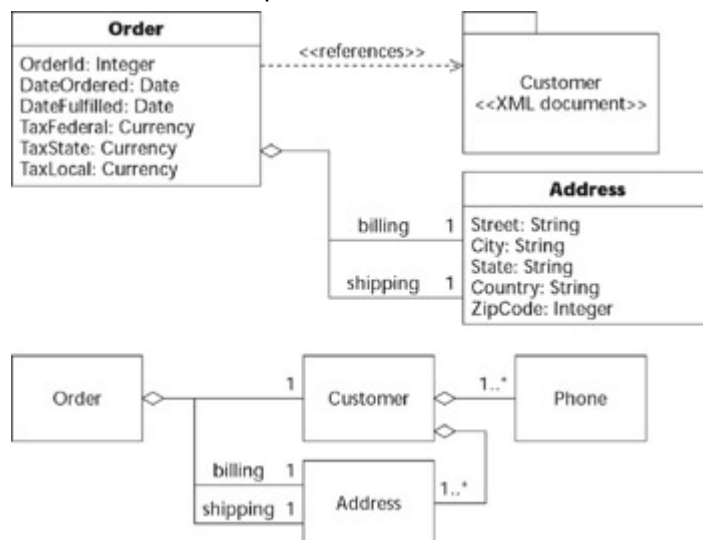 Order
OrderId: Integer
DateOrdered: Date
DateFulfilled: Date
TaxFederal: Currency
TaxState: Currency
TaxLocal: Currency
<<references>>
Customer
<<XML document>>
Address
Street: String
City: String
State: String
Country: String
ZipCode: Integer
billing 1
shipping 1
Order
1
Customer
1..*
Phone
billing 1
shipping 1
Address
1..*